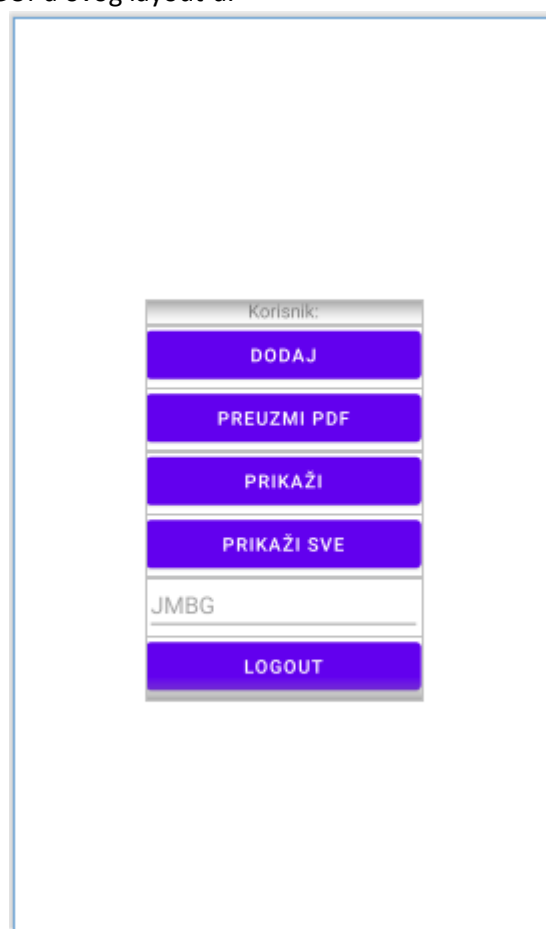 Korisnik:
DODAJ
PREUZMI PDF
PRIKAŽI
PRIKAŽI SVE
JMBG
LOGOUT